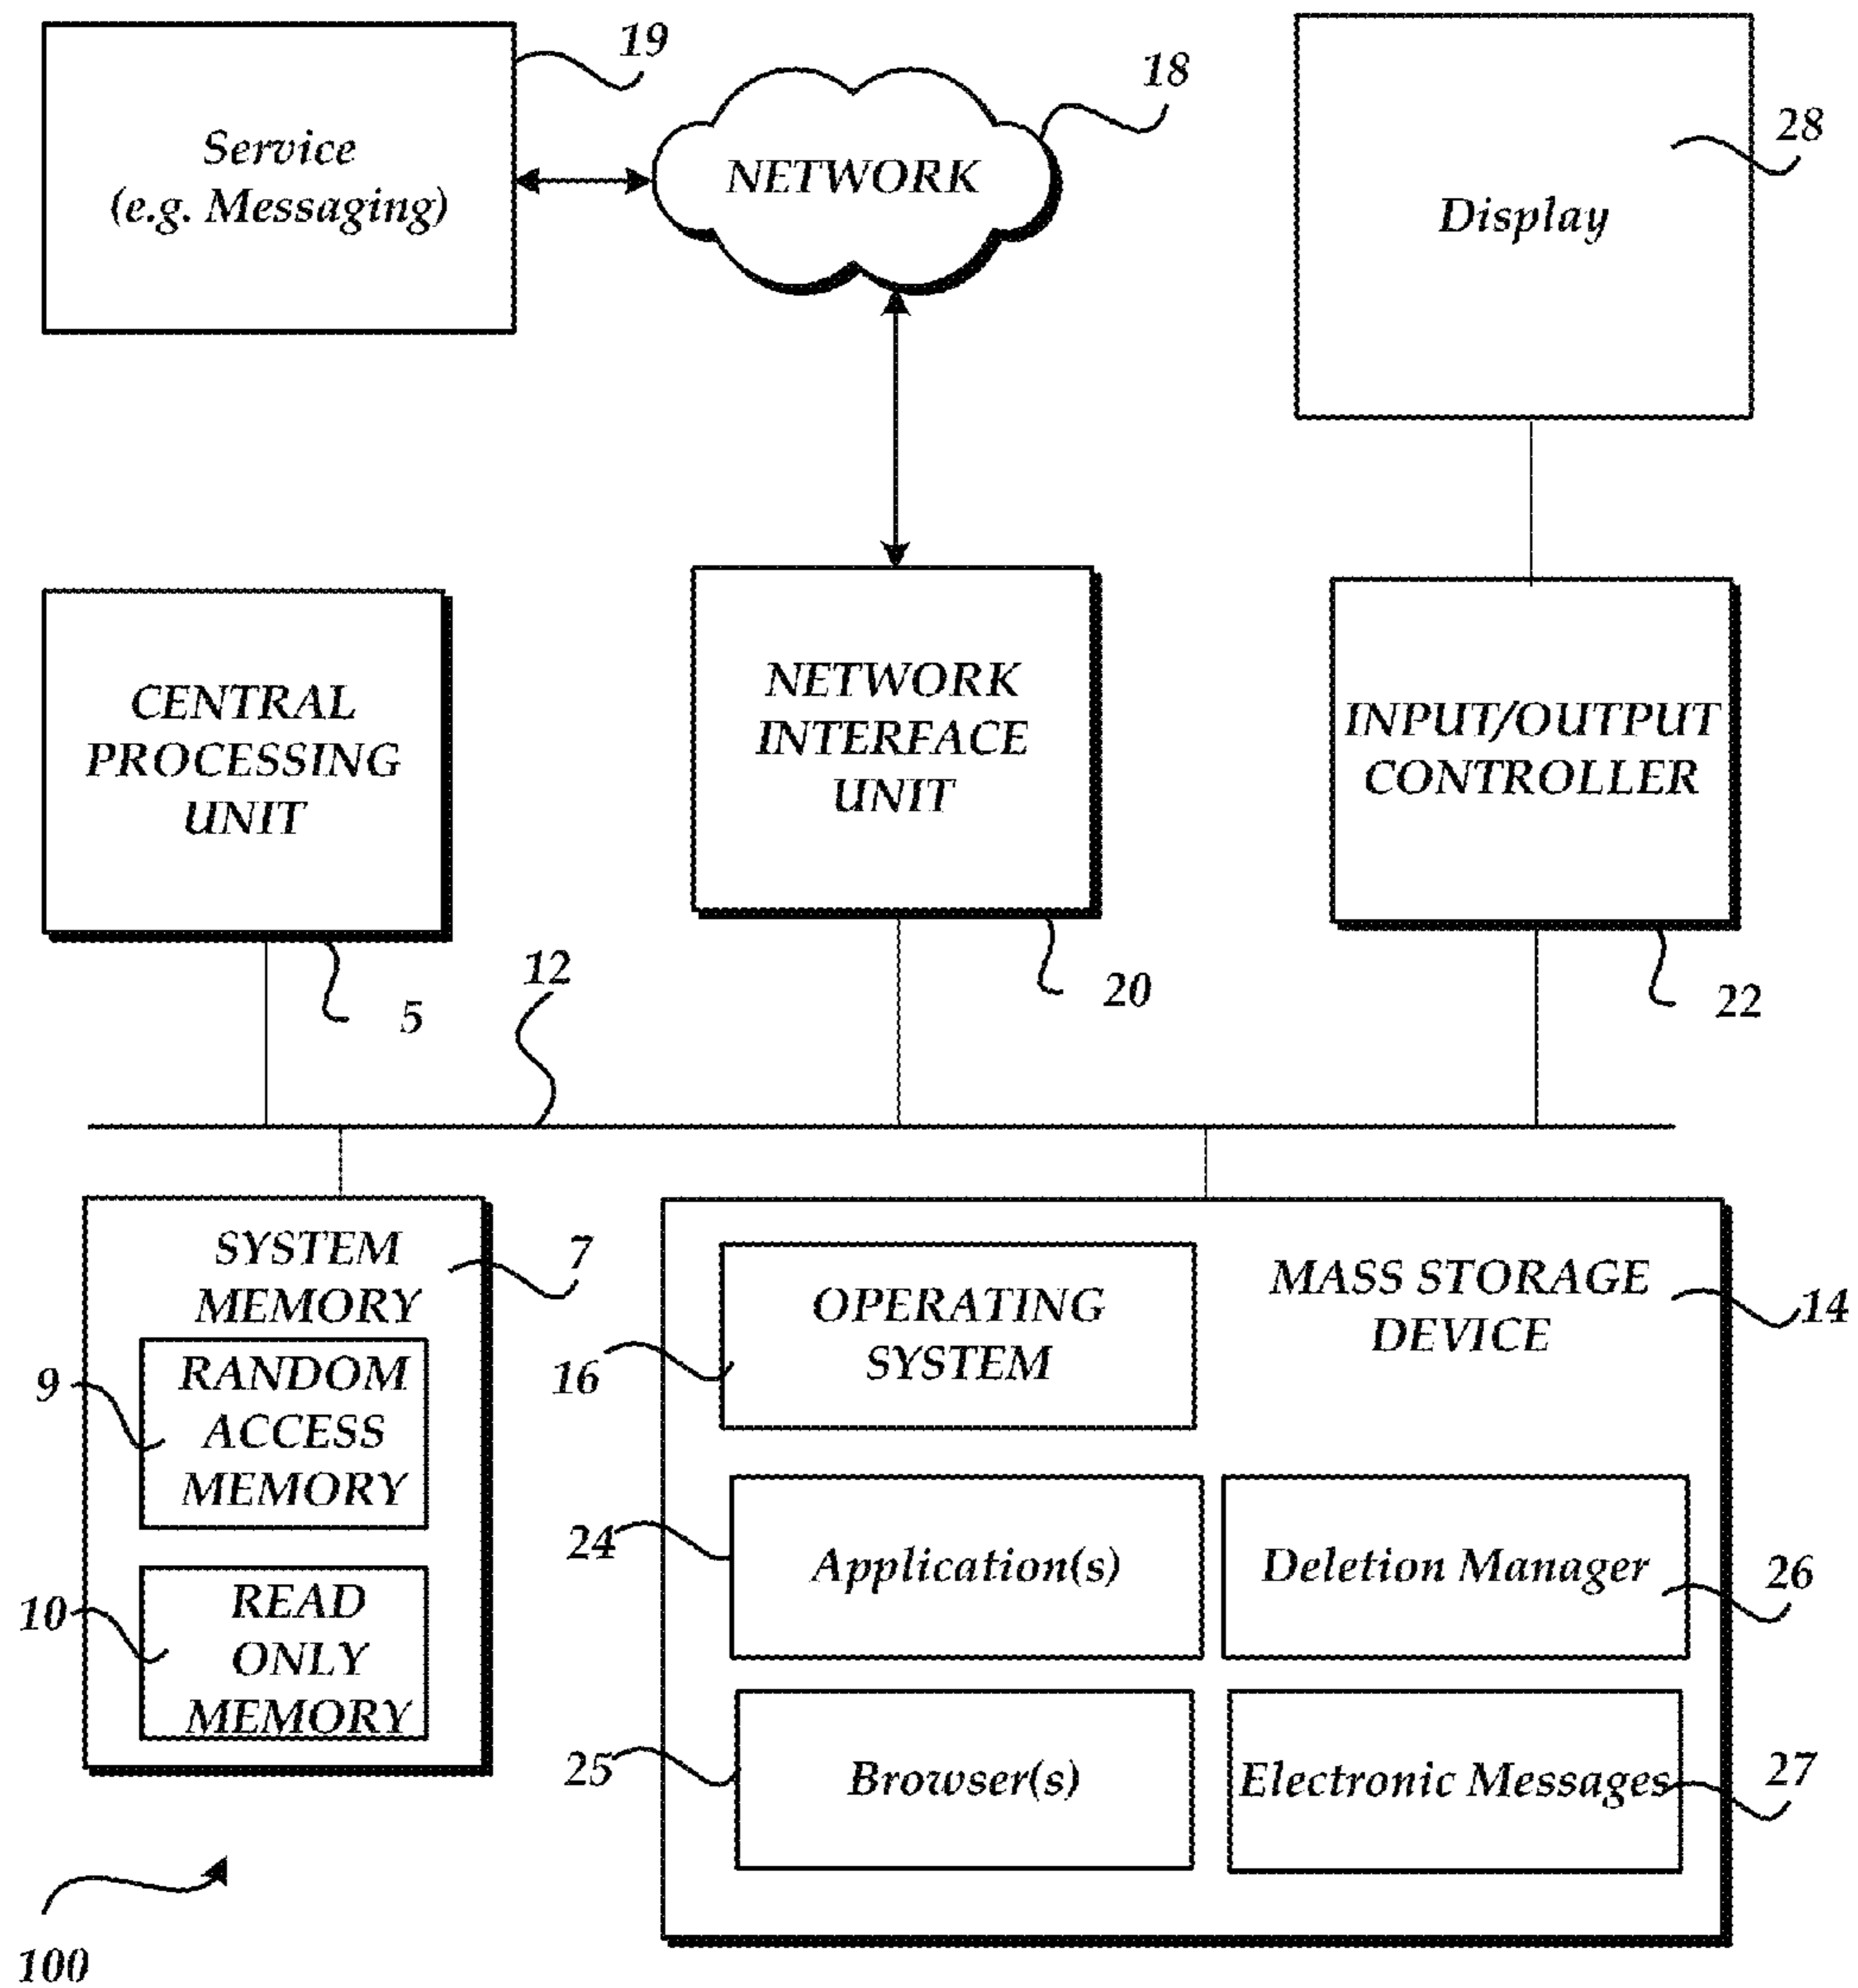 19
18
28
Service
(e.g. Messaging)
NETWORK
Display
CENTRAL
PROCESSING
UNIT
NETWORK
INTERFACE
UNIT
INPUT/OUTPUT
CONTROLLER
5
12
20
22
SYSTEM
MEMORY
7
RANDOM
ACCESS
MEMORY
9
READ
ONLY
MEMORY
10
OPERATING
SYSTEM
16
MASS STORAGE
DEVICE
14
24
Application(s)
Deletion Manager
26
25
Browser(s)
Electronic Messages
27
100